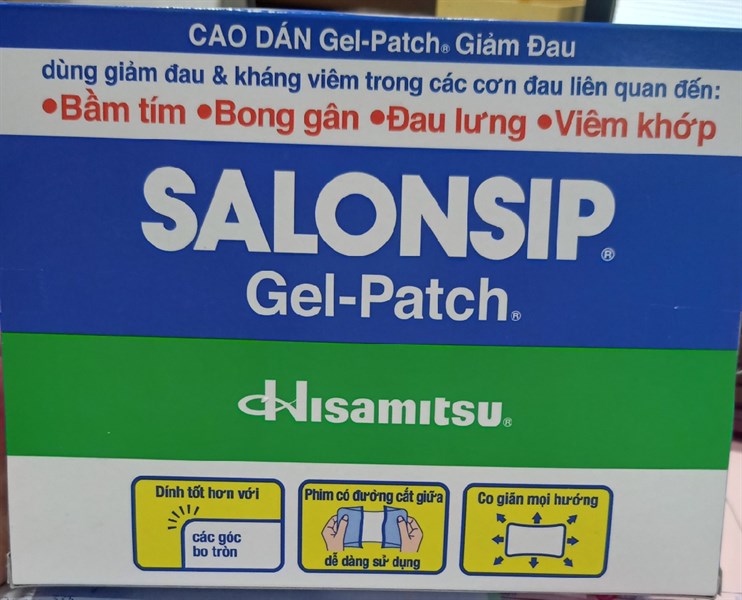 CAO DÁN Gel-Patch® Giảm Đau
dùng giảm đau & kháng viêm trong các cơn đau liên quan đến:
•Bầm tím •Bong gân •Đau lưng •Viêm khớp
SALONSIP®
Gel-Patch®
Hisamitsu®
Dính tốt hơn với
các góc
bo tròn
Phim có đường cắt giữa
dễ dàng sử dụng
Co giãn mọi hướng